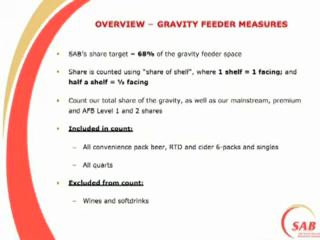 OVERVIEW – GRAVITY FEEDER MEASURES
• SAB's share target = 68% of the gravity feeder space
• Share is counted using "share of shelf", where 1 shelf = 1 facing; and
half a shelf = ½ facing
• Count our total share of the gravity, as well as our mainstream, premium
and AFB Level 1 and 2 shares
• Included in count:
– All convenience pack beer, RTD and cider 6-packs and singles
– All quarts
• Excluded from count:
– Wines and softdrinks
SAB